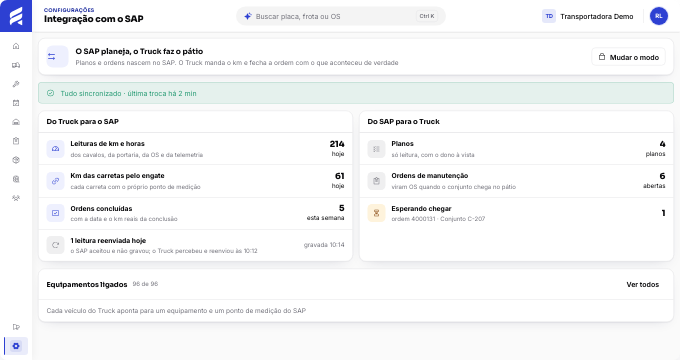 CONFIGURAÇÕES
Integração com o SAP
Buscar placa, frota ou OS
Ctrl K
TD
Transportadora Demo
RL
O SAP planeja, o Truck faz o pátio
Planos e ordens nascem no SAP. O Truck manda o km e fecha a ordem com o que aconteceu de verdade
Mudar o modo
Tudo sincronizado · última troca há 2 min
Do Truck para o SAP
Leituras de km e horas
dos cavalos, da portaria, da OS e da telemetria
214
hoje
Km das carretas pelo engate
cada carreta com o próprio ponto de medição
61
hoje
Ordens concluídas
com a data e o km reais da conclusão
5
esta semana
1 leitura reenviada hoje
o SAP aceitou e não gravou; o Truck percebeu e reenviou às 10:12
gravada 10:14
Do SAP para o Truck
Planos
só leitura, com o dono à vista
4
planos
Ordens de manutenção
viram OS quando o conjunto chega no pátio
6
abertas
Esperando chegar
ordem 4000131 · Conjunto C-207
1
Equipamentos ligados
96 de 96
Ver todos
Cada veículo do Truck aponta para um equipamento e um ponto de medição do SAP